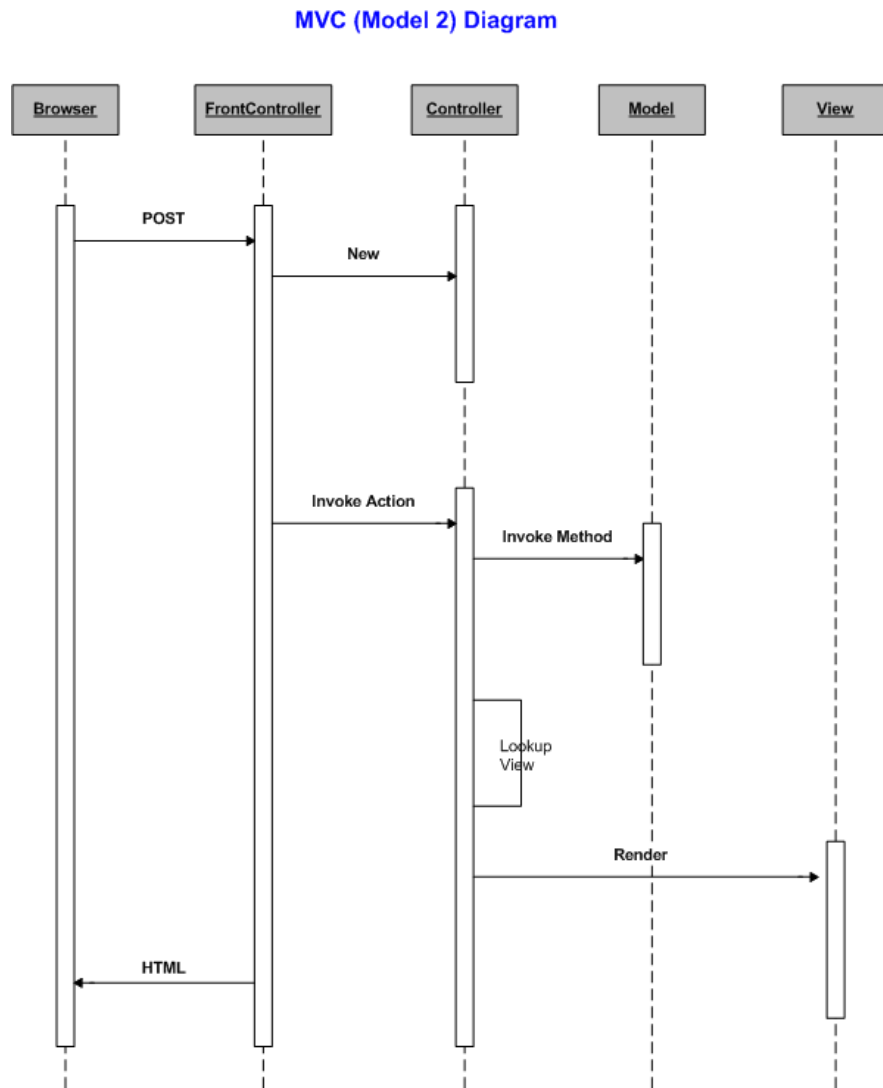 MVC (Model 2) Diagram
Browser
FrontController
Controller
Model
View
POST
New
Invoke Action
Invoke Method
Lookup
View
Render
HTML